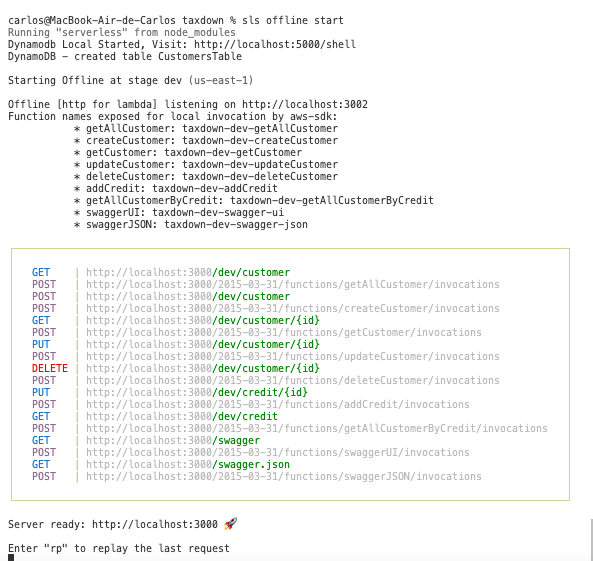 carlos@MacBook-Air-de-Carlos taxdown % sls offline start
Running "serverless" from node_modules
Dynamodb Local Started, Visit: http://localhost:5000/shell
DynamoDB - created table CustomersTable
Starting Offline at stage dev (us-east-1)
Offline [http for lambda] listening on http://localhost:3002
Function names exposed for local invocation by aws-sdk:
* getAllCustomer: taxdown-dev-getAllCustomer
* createCustomer: taxdown-dev-createCustomer
* getCustomer: taxdown-dev-getCustomer
* updateCustomer: taxdown-dev-updateCustomer
* deleteCustomer: taxdown-dev-deleteCustomer
* addCredit: taxdown-dev-addCredit
* getAllCustomerByCredit: taxdown-dev-getAllCustomerByCredit
* swaggerUI: taxdown-dev-swagger-ui
* swaggerJSON: taxdown-dev-swagger-json
GET | http://localhost:3000/dev/customer
POST | http://localhost:3000/2015-03-31/functions/getAllCustomer/invocations
POST | http://localhost:3000/dev/customer
POST | http://localhost:3000/2015-03-31/functions/createCustomer/invocations
GET | http://localhost:3000/dev/customer/{id}
POST | http://localhost:3000/2015-03-31/functions/getCustomer/invocations
PUT | http://localhost:3000/dev/customer/{id}
POST | http://localhost:3000/2015-03-31/functions/updateCustomer/invocations
DELETE | http://localhost:3000/dev/customer/{id}
POST | http://localhost:3000/2015-03-31/functions/deleteCustomer/invocations
PUT | http://localhost:3000/dev/credit/{id}
POST | http://localhost:3000/2015-03-31/functions/addCredit/invocations
GET | http://localhost:3000/dev/credit
POST | http://localhost:3000/2015-03-31/functions/getAllCustomerByCredit/invocations
GET | http://localhost:3000/swagger
POST | http://localhost:3000/2015-03-31/functions/swaggerUI/invocations
GET | http://localhost:3000/swagger.json
POST | http://localhost:3000/2015-03-31/functions/swaggerJSON/invocations
Server ready: http://localhost:3000 🚀
Enter "rp" to replay the last request